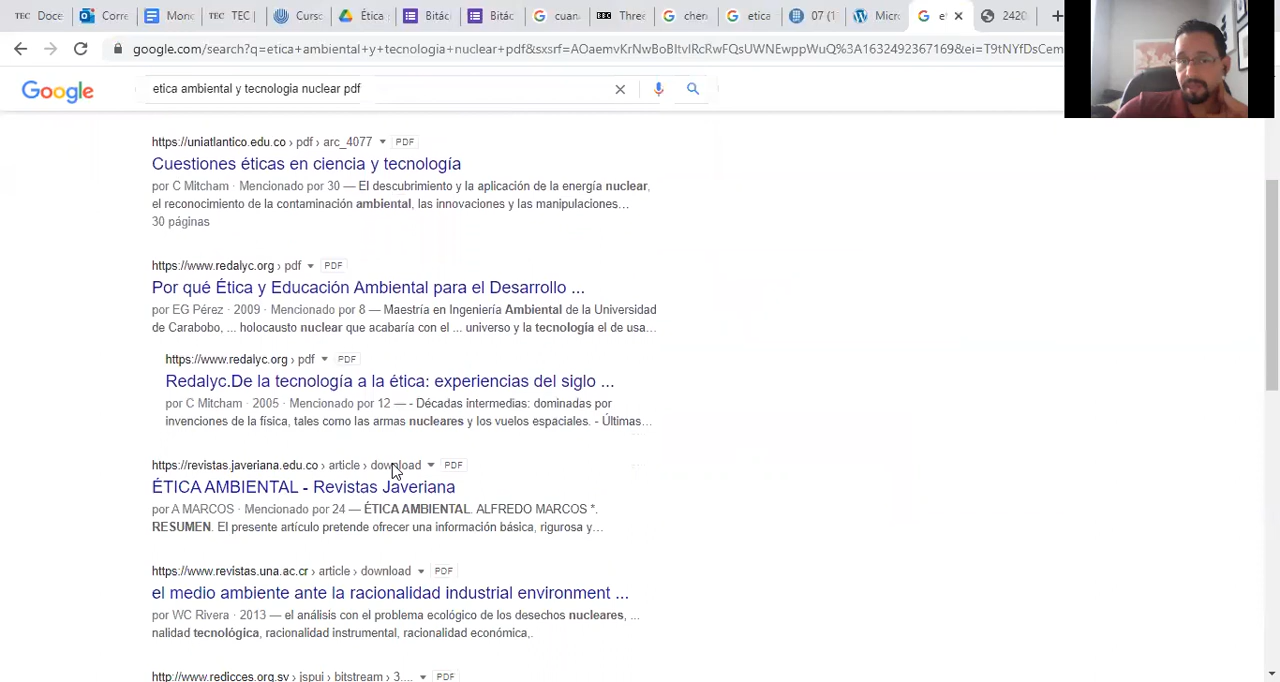 TEC Doce
Corre
Mono
TEC TEC |
Curso
Ética
Bitác
Bitác
cuan
BBC Three
chen
etica
07 (1
Micro
e
2420
google.com/search?q=etica+ambiental+y+tecnologia+nuclear+pdf&sxsrf=AOaemvKrNwBoBItvIRcRwFQsUWNEwppWuQ%3A1632492367169&ei=T9tNYfDsCem
Google
etica ambiental y tecnologia nuclear pdf
https://uniatlantico.edu.co › pdf › arc_4077 PDF
Cuestiones éticas en ciencia y tecnología
por C Mitcham · Mencionado por 30 — El descubrimiento y la aplicación de la energía nuclear,
el reconocimiento de la contaminación ambiental, las innovaciones y las manipulaciones…
30 páginas
https://www.redalyc.org › pdf PDF
Por qué Ética y Educación Ambiental para el Desarrollo ...
por EG Pérez · 2009 · Mencionado por 8 — Maestría en Ingeniería Ambiental de la Universidad
de Carabobo, ... holocausto nuclear que acabaría con el ... universo y la tecnología el de usa…
https://www.redalyc.org › pdf PDF
Redalyc.De la tecnología a la ética: experiencias del siglo ...
por C Mitcham · 2005 · Mencionado por 12 — - Décadas intermedias: dominadas por
invenciones de la física, tales como las armas nucleares y los vuelos espaciales. - Últimas…
https://revistas.javeriana.edu.co › article › download PDF
ÉTICA AMBIENTAL - Revistas Javeriana
por A MARCOS · Mencionado por 24 — ÉTICA AMBIENTAL. ALFREDO MARCOS *.
RESUMEN. El presente artículo pretende ofrecer una información básica, rigurosa y…
https://www.revistas.una.ac.cr › article › download PDF
el medio ambiente ante la racionalidad industrial environment ...
por WC Rivera · 2013 — el análisis con el problema ecológico de los desechos nucleares, ...
nalidad tecnológica, racionalidad instrumental, racionalidad económica,.
http://www.redicces.org.sv › jspui › bitstream › 3.... PDF